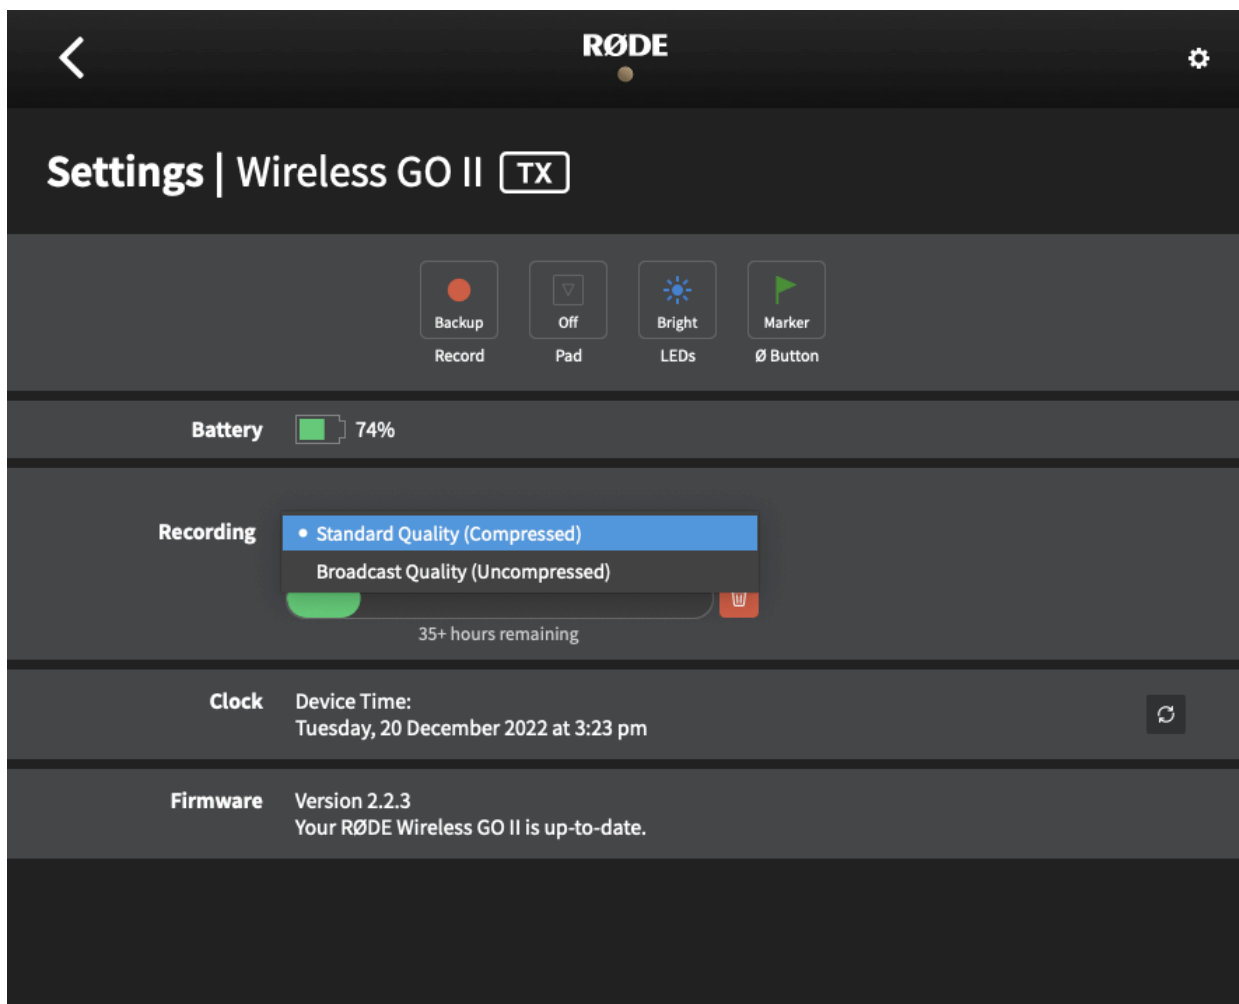 RØDE
Settings | Wireless GO II TX
Backup Off Bright Marker
Record Pad LEDs Ø Button
Battery 74%
Recording • Standard Quality (Compressed)
Broadcast Quality (Uncompressed)
35+ hours remaining
Clock Device Time:
Tuesday, 20 December 2022 at 3:23 pm
Firmware Version 2.2.3
Your RØDE Wireless GO II is up-to-date.